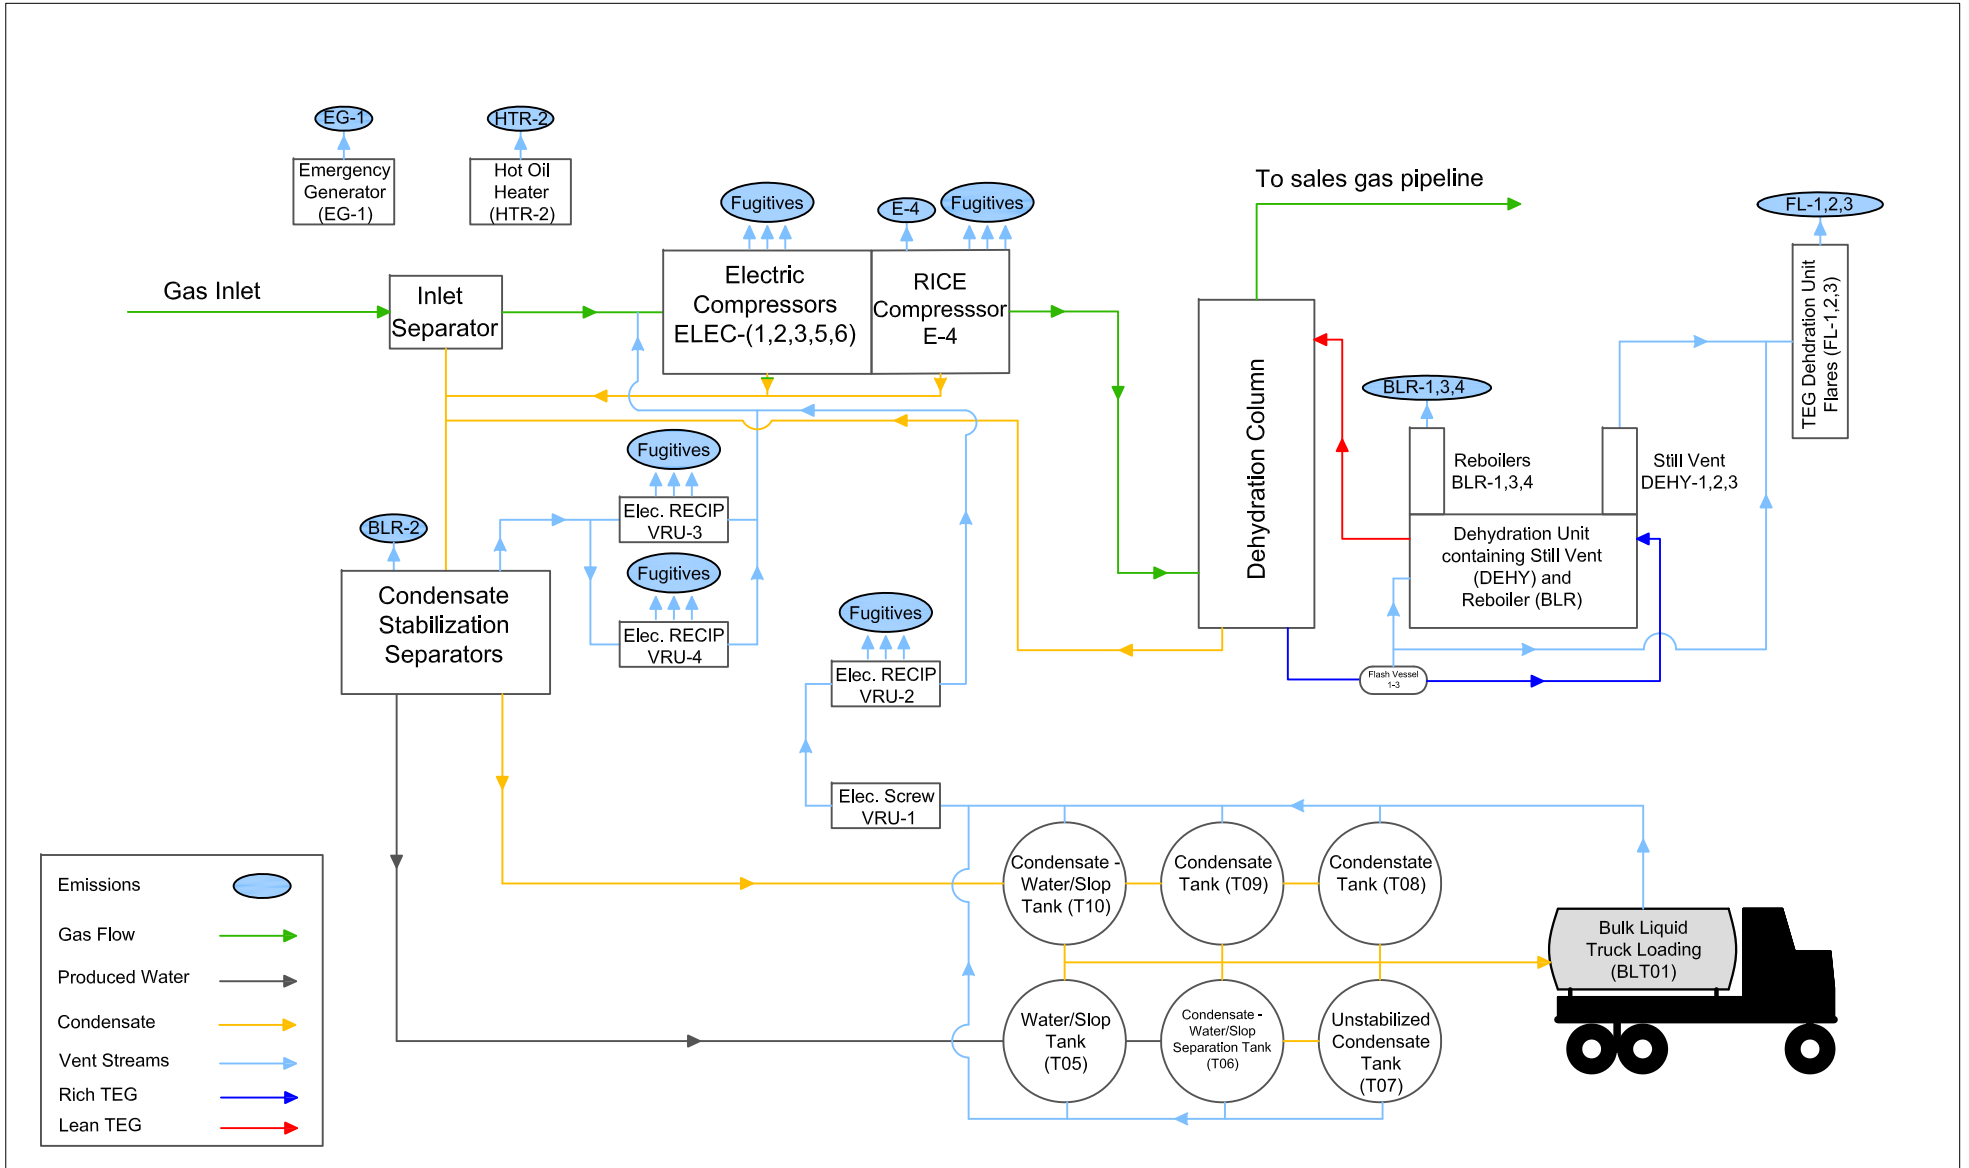 EG-1
HTR-2
Emergency
Generator
(EG-1)
Hot Oil
Heater
(HTR-2)
Fugitives
E-4
Fugitives
To sales gas pipeline
FL-1,2,3
Gas Inlet
Inlet
Separator
Electric
Compressors
ELEC-(1,2,3,5,6)
RICE
Compresssor
E-4
TEG Dehdration Unit
Flares (FL-1,2,3)
Dehydration Column
BLR-1,3,4
Reboilers
BLR-1,3,4
Still Vent
DEHY-1,2,3
Fugitives
Elec. RECIP
VRU-3
BLR-2
Fugitives
Elec. RECIP
VRU-4
Condensate
Stabilization
Separators
Dehydration Unit
containing Still Vent
(DEHY) and
Reboiler (BLR)
Fugitives
Elec. RECIP
VRU-2
Flash Vessel
1-3
Elec. Screw
VRU-1
Condensate -
Water/Slop
Tank (T10)
Condensate
Tank (T09)
Condenstate
Tank (T08)
Bulk Liquid
Truck Loading
(BLT01)
Water/Slop
Tank
(T05)
Condensate -
Water/Slop
Separation Tank
(T06)
Unstabilized
Condensate
Tank
(T07)
Emissions
Gas Flow
Produced Water
Condensate
Vent Streams
Rich TEG
Lean TEG